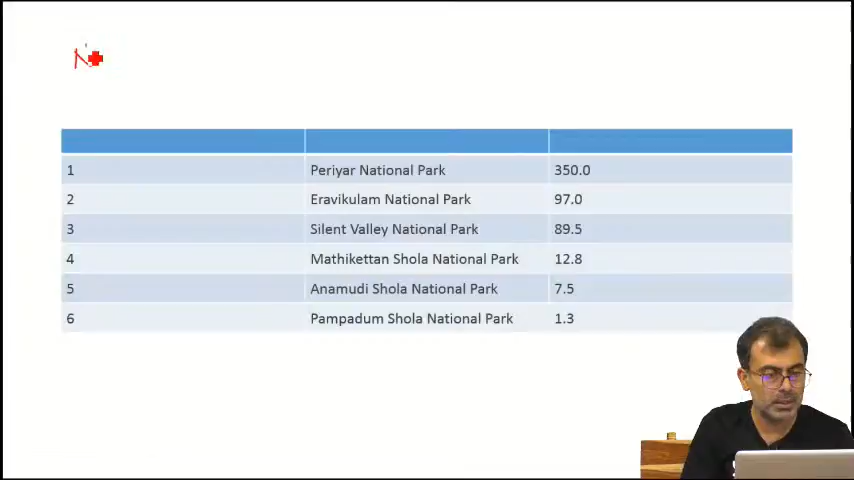 N
1 Periyar National Park 350.0
2 Eravikulam National Park 97.0
3 Silent Valley National Park 89.5
4 Mathikettan Shola National Park 12.8
5 Anamudi Shola National Park 7.5
6 Pampadum Shola National Park 1.3